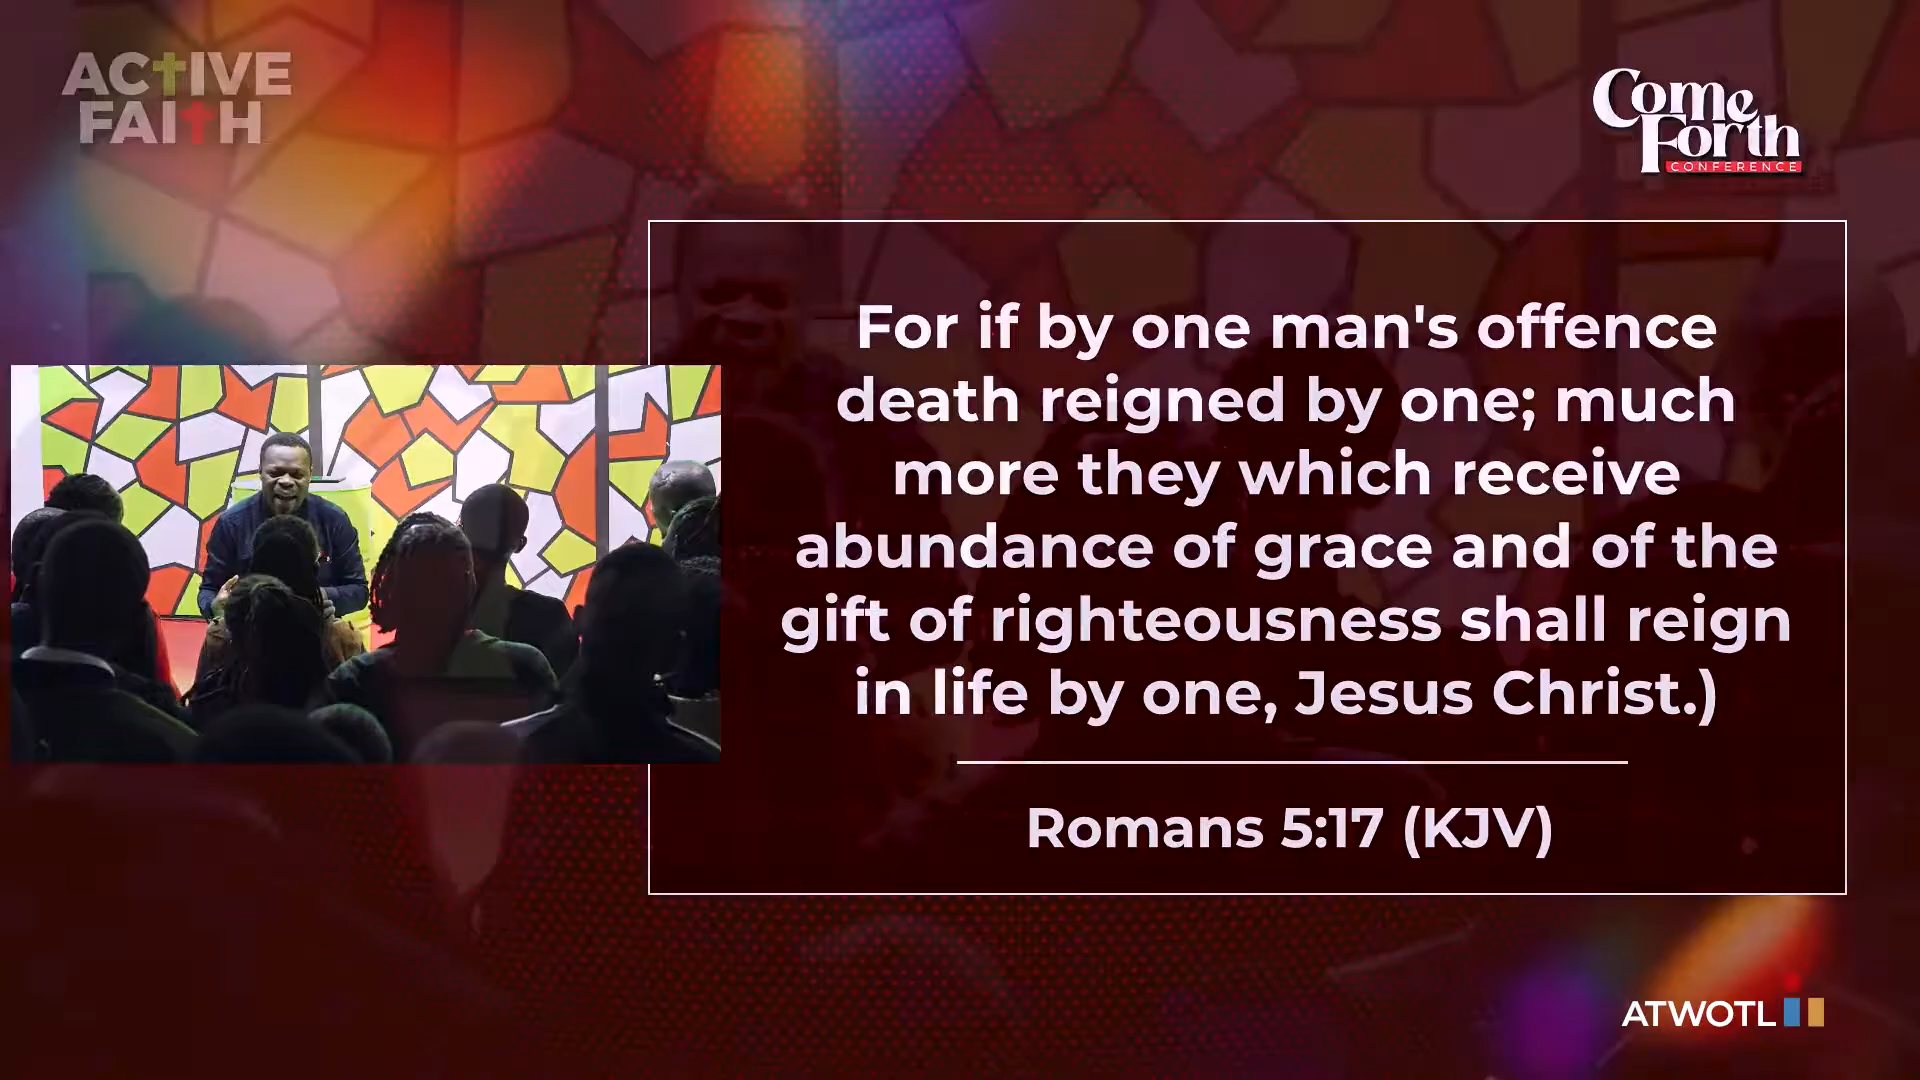 ACTIVE
FAITH
Come
Forth
CONFERENCE
For if by one man's offence
death reigned by one; much
more they which receive
abundance of grace and of the
gift of righteousness shall reign
in life by one, Jesus Christ.)
Romans 5:17 (KJV)
ATWOTL